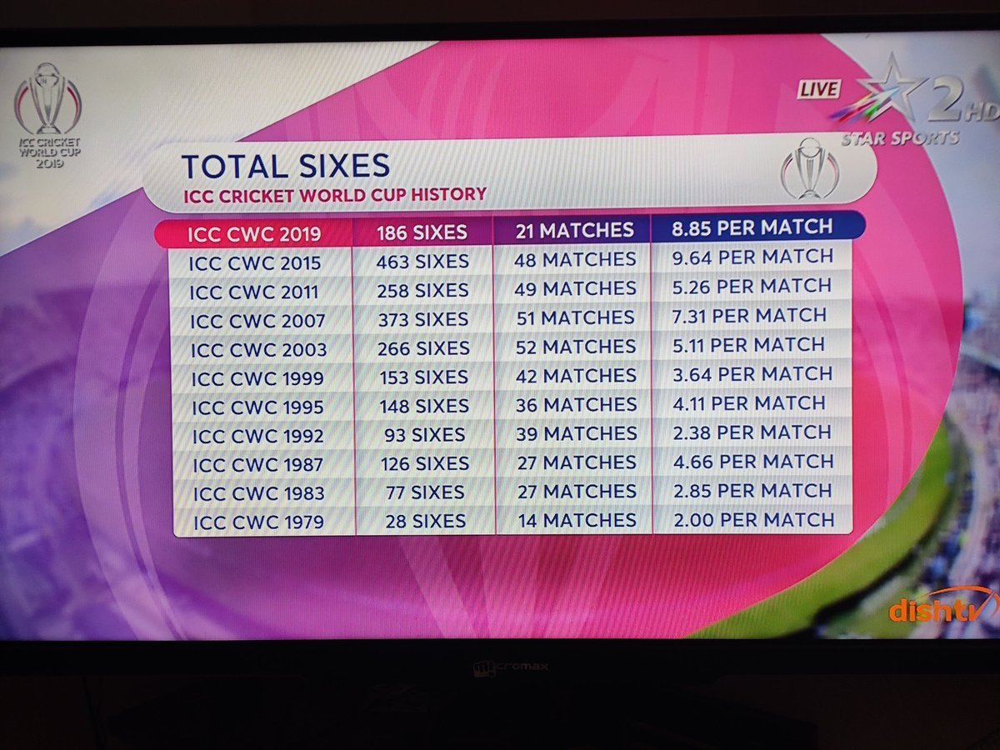 ICC CRICKET
WORLD CUP
2019
LIVE
2 HD
STAR SPORTS
TOTAL SIXES
ICC CRICKET WORLD CUP HISTORY
ICC CWC 2019 186 SIXES 21 MATCHES 8.85 PER MATCH
ICC CWC 2015 463 SIXES 48 MATCHES 9.64 PER MATCH
ICC CWC 2011 258 SIXES 49 MATCHES 5.26 PER MATCH
ICC CWC 2007 373 SIXES 51 MATCHES 7.31 PER MATCH
ICC CWC 2003 266 SIXES 52 MATCHES 5.11 PER MATCH
ICC CWC 1999 153 SIXES 42 MATCHES 3.64 PER MATCH
ICC CWC 1995 148 SIXES 36 MATCHES 4.11 PER MATCH
ICC CWC 1992 93 SIXES 39 MATCHES 2.38 PER MATCH
ICC CWC 1987 126 SIXES 27 MATCHES 4.66 PER MATCH
ICC CWC 1983 77 SIXES 27 MATCHES 2.85 PER MATCH
ICC CWC 1979 28 SIXES 14 MATCHES 2.00 PER MATCH
dishtv
micromax